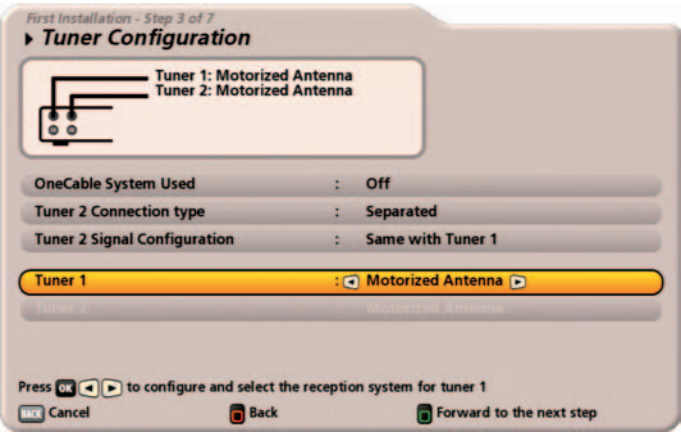 First Installation - Step 3 of 7
Tuner Configuration
Tuner 1: Motorized Antenna
Tuner 2: Motorized Antenna
OneCable System Used : Off
Tuner 2 Connection type : Separated
Tuner 2 Signal Configuration : Same with Tuner 1
Tuner 1 : Motorized Antenna
Tuner 2 : Motorized Antenna
Press OK to configure and select the reception system for tuner 1
BACK Cancel Back Forward to the next step